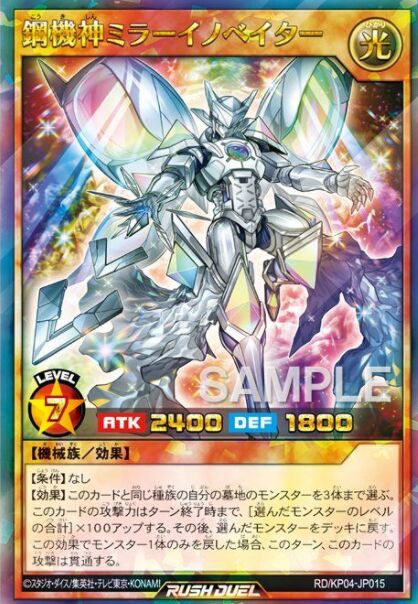 鋼機神ミラーイノベイター
光
SAMPLE
LEVEL
7
ATK 2400 DEF 1800
【機械族/効果】
【条件】なし
【効果】このカードと同じ種族の自分の墓地のモンスターを3体まで選ぶ。
このカードの攻撃力はターン終了時まで、[選んだモンスターのレベル
の合計]×100アップする。その後、選んだモンスターをデッキに戻す。
この効果でモンスター1体のみを戻した場合、このターン、このカードの
攻撃は貫通する。
©スタジオ・ダイス/集英社・テレビ東京・KONAMI
RUSH DUEL
RD/KP04-JP015